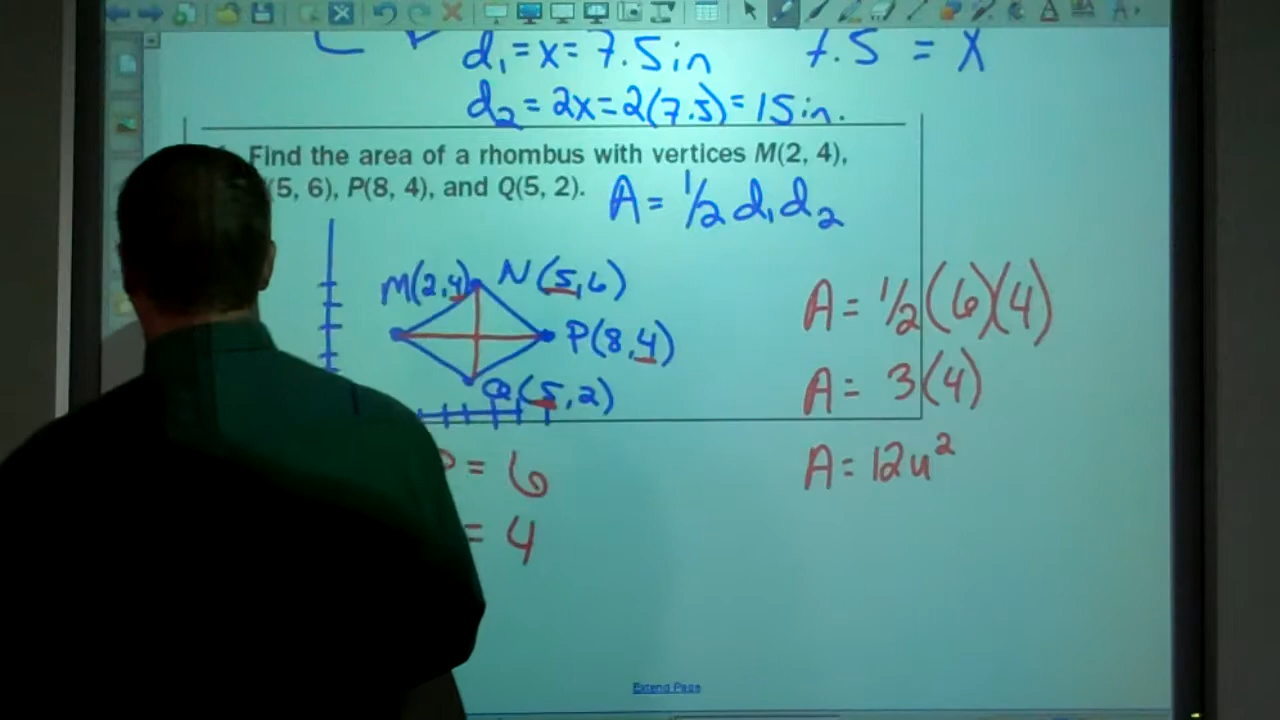 d₁ = x = 7.5 in
7.5 = x
d₂ = 2x = 2(7.5) = 15 in.
Find the area of a rhombus with vertices M(2, 4),
(5, 6), P(8, 4), and Q(5, 2).
A = 1/2 d₁d₂
M(2,4)
N(5,6)
P(8,4)
Q(5,2)
A = 1/2(6)(4)
A = 3(4)
A = 12u²
P = 6
= 4
Extend Page